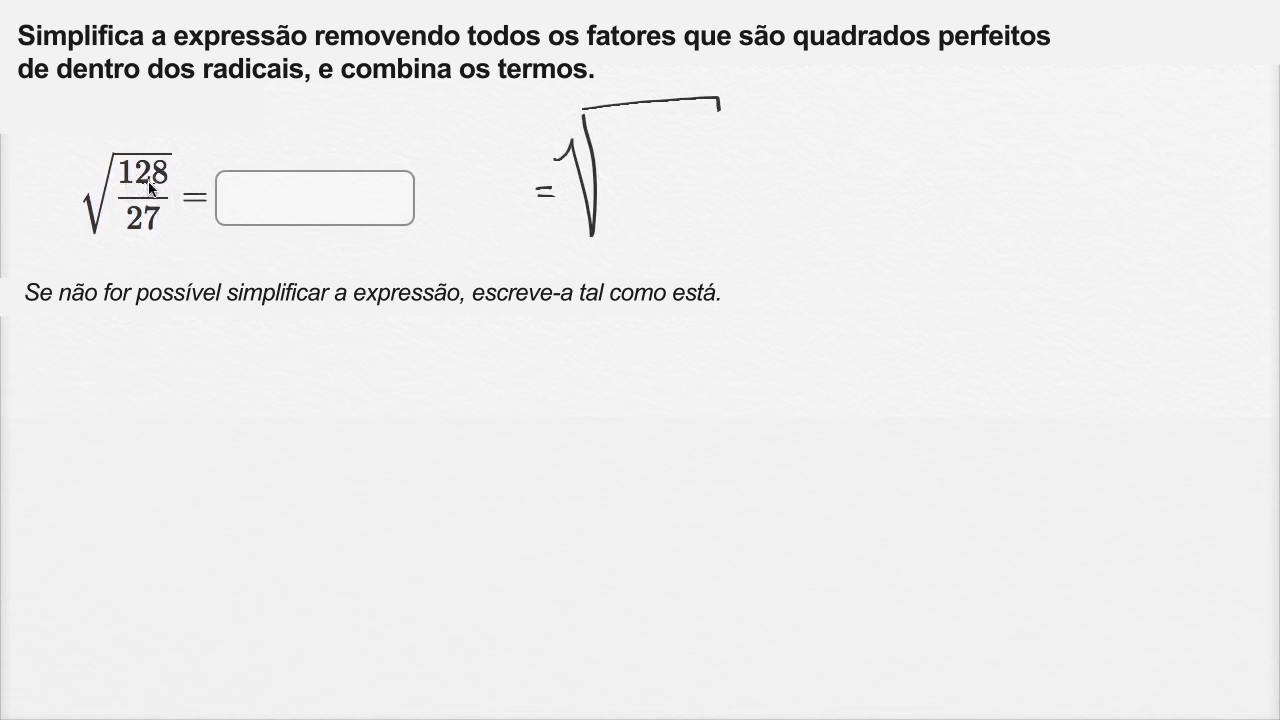 Simplifica a expressão removendo todos os fatores que são quadrados perfeitos
de dentro dos radicais, e combina os termos.
√(128/27) =
= √
Se não for possível simplificar a expressão, escreve-a tal como está.